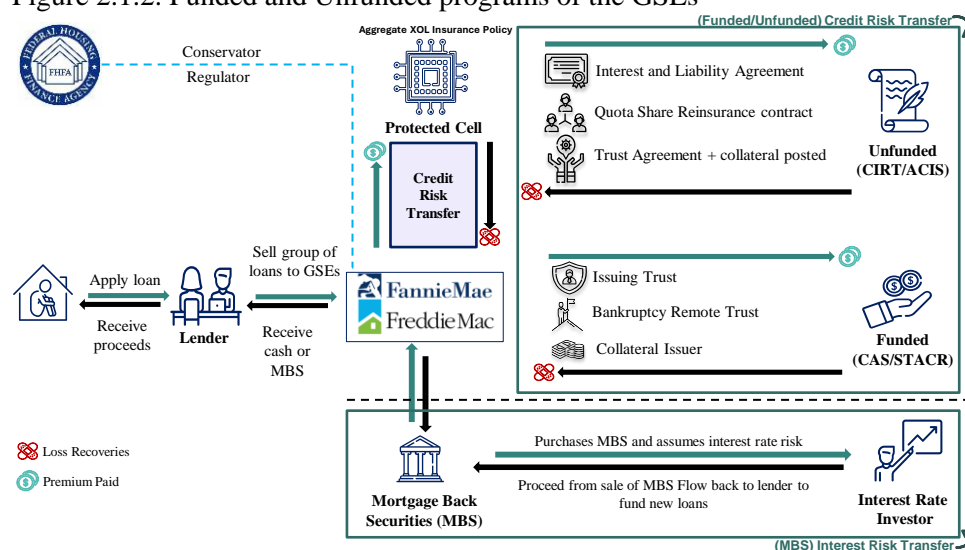 Figure 2.1.2: Funded and Unfunded programs of the GSEs
(Funded/Unfunded) Credit Risk Transfer
FEDERAL HOUSING
FHFA
FINANCE AGENCY
Conservator
Regulator
Aggregate XOL Insurance Policy
Protected Cell
Credit
Risk
Transfer
Interest and Liability Agreement
Quota Share Reinsurance contract
Trust Agreement + collateral posted
Unfunded
(CIRT/ACIS)
Apply loan
Receive
proceeds
Lender
Sell group of
loans to GSEs
Receive
cash or
MBS
FannieMae
FreddieMac
Issuing Trust
Bankruptcy Remote Trust
Collateral Issuer
Funded
(CAS/STACR)
Loss Recoveries
Premium Paid
Mortgage Back
Securities (MBS)
Purchases MBS and assumes interest rate risk
Proceed from sale of MBS Flow back to lender to
fund new loans
Interest Rate
Investor
(MBS) Interest Risk Transfer